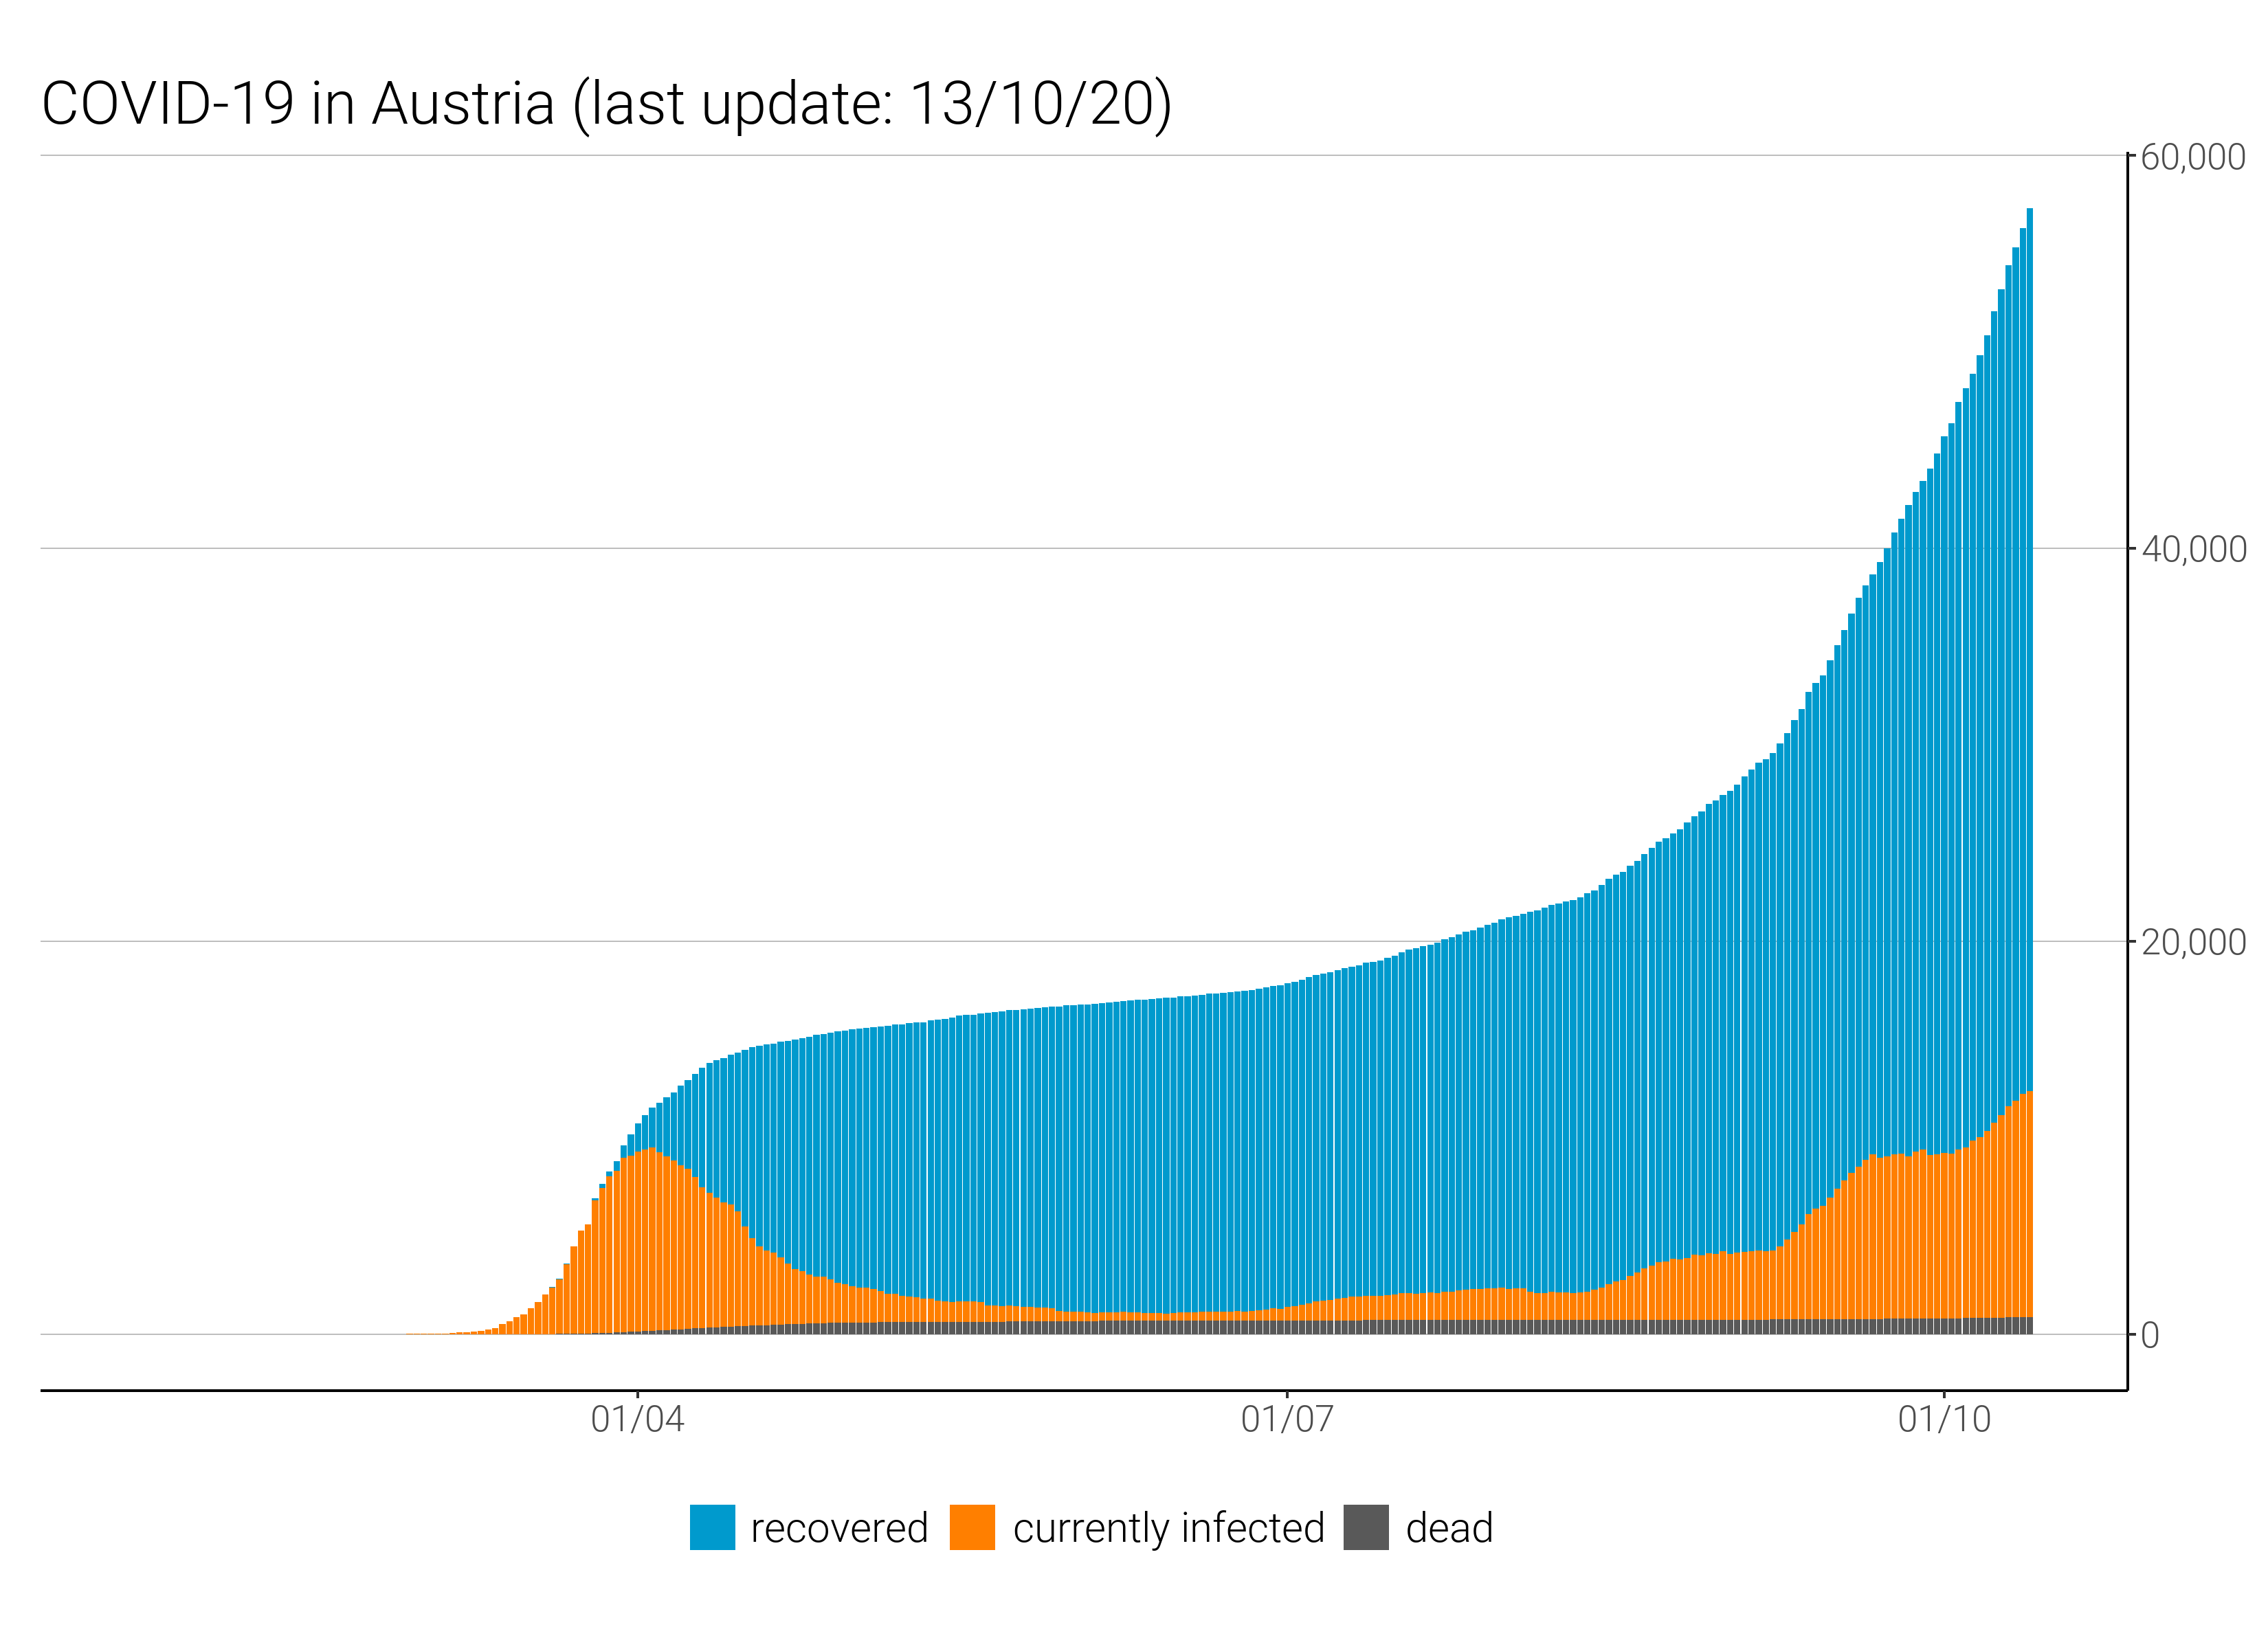 COVID-19 in Austria (last update: 13/10/20)
60,000
40,000
20,000
0
01/04 01/07 01/10
recovered currently infected dead